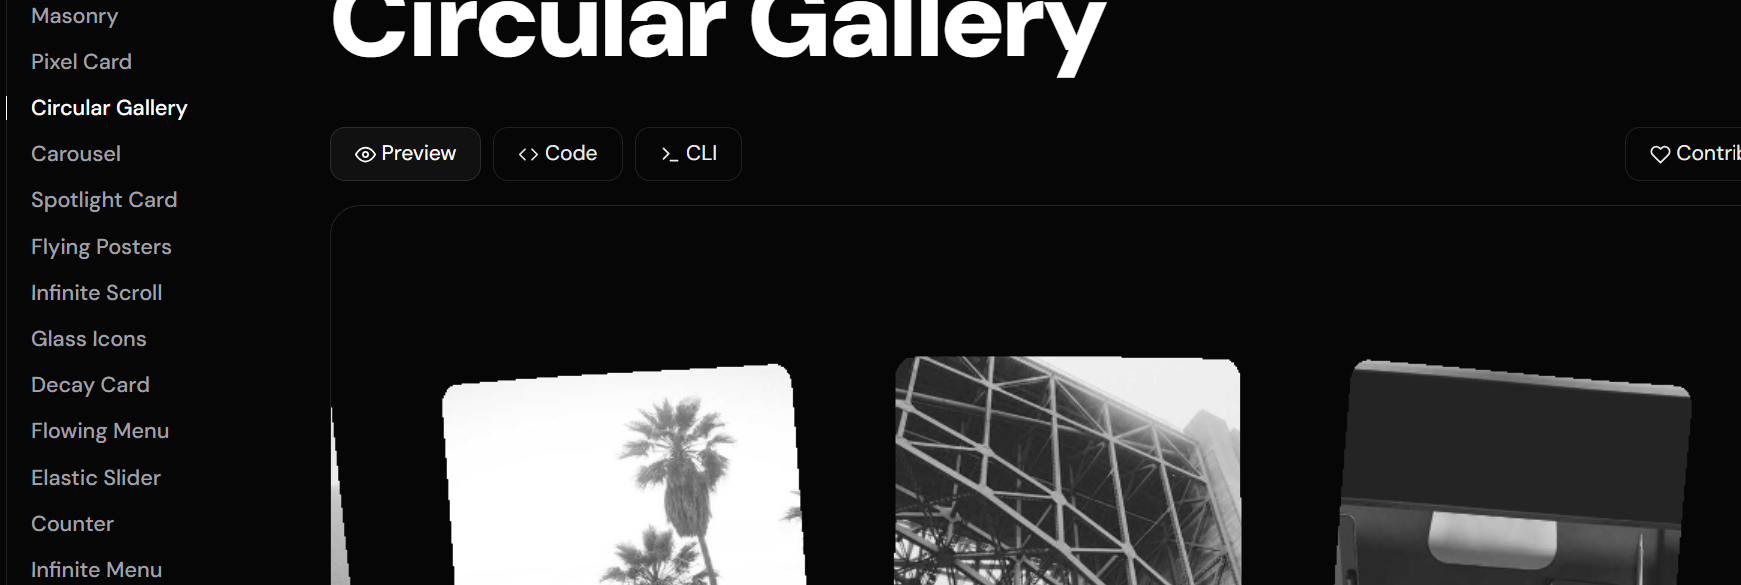 Masonry
Pixel Card
Circular Gallery
Carousel
Spotlight Card
Flying Posters
Infinite Scroll
Glass Icons
Decay Card
Flowing Menu
Elastic Slider
Counter
Infinite Menu
Circular Gallery
Preview
Code
CLI